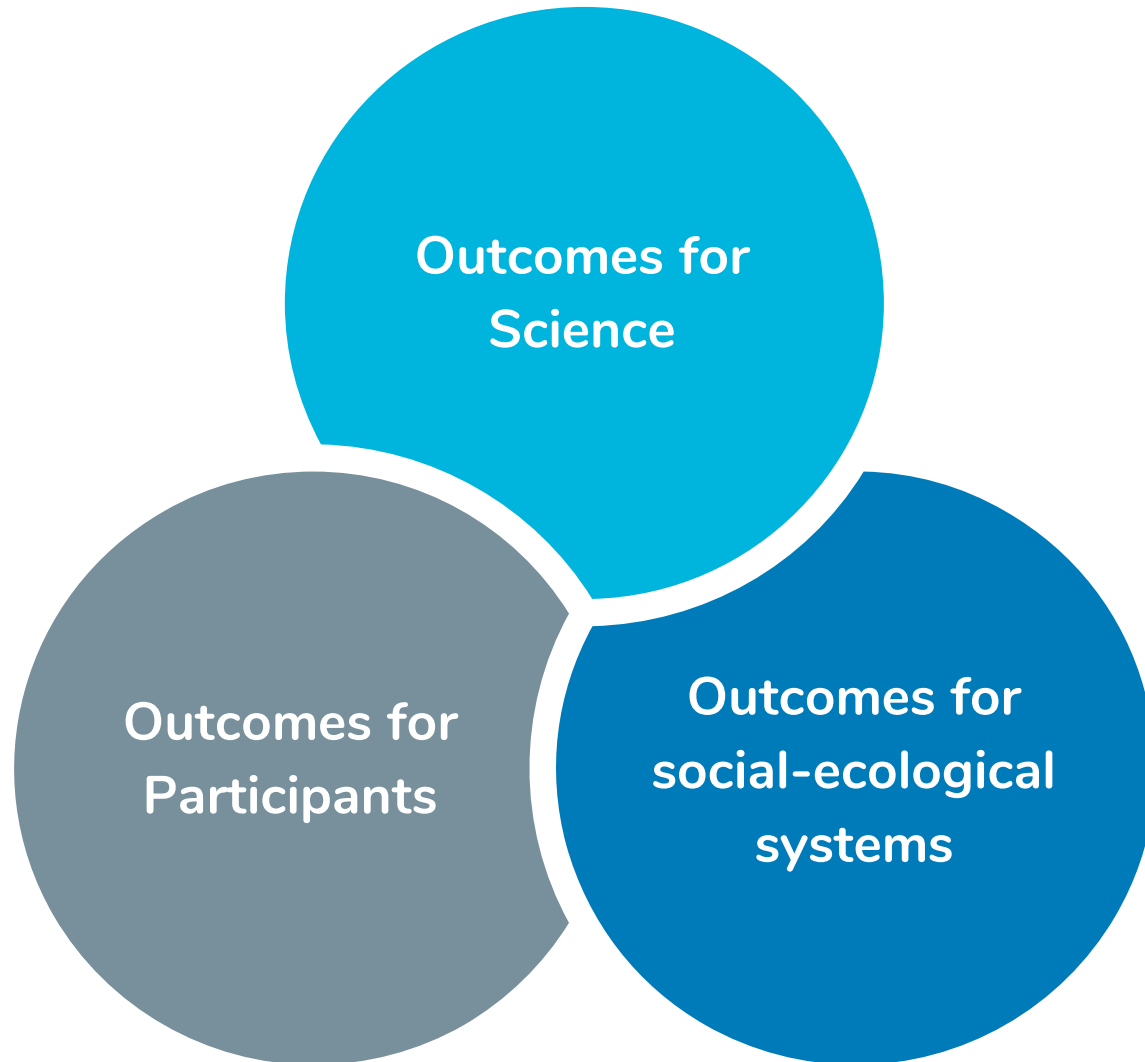 Outcomes for
Science
Outcomes for
Participants
Outcomes for
social-ecological
systems